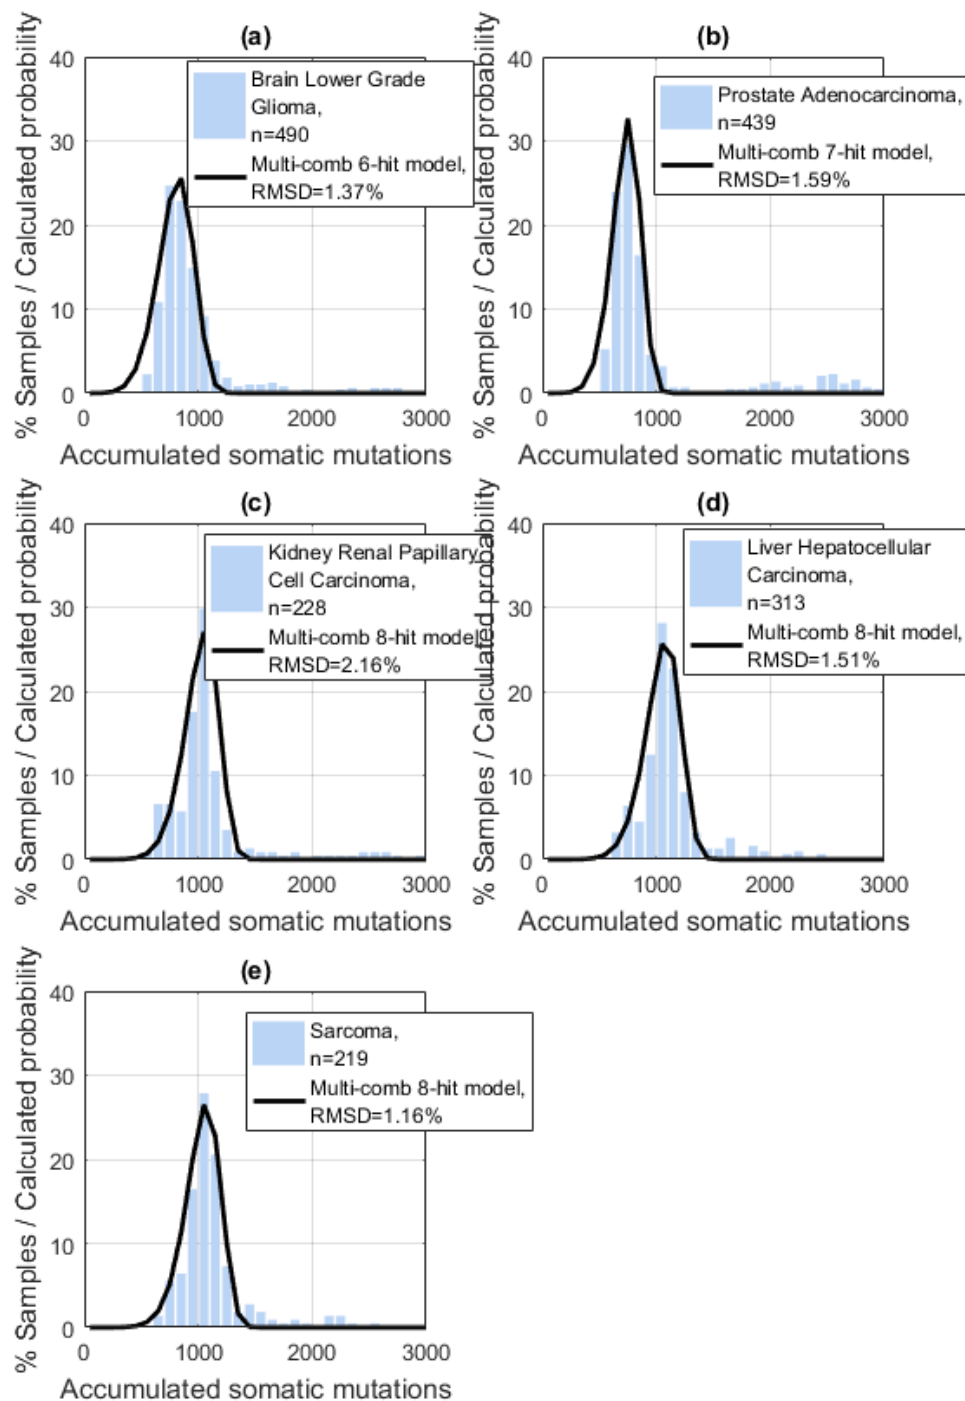 (a)
% Samples / Calculated probability
40
30
20
10
0
0 1000 2000 3000
Accumulated somatic mutations
Brain Lower Grade
Glioma,
n=490
Multi-comb 6-hit model,
RMSD=1.37%
(b)
% Samples / Calculated probability
40
30
20
10
0
0 1000 2000 3000
Accumulated somatic mutations
Prostate Adenocarcinoma,
n=439
Multi-comb 7-hit model,
RMSD=1.59%
(c)
% Samples / Calculated probability
40
30
20
10
0
0 1000 2000 3000
Accumulated somatic mutations
Kidney Renal Papillary
Cell Carcinoma,
n=228
Multi-comb 8-hit model,
RMSD=2.16%
(d)
% Samples / Calculated probability
40
30
20
10
0
0 1000 2000 3000
Accumulated somatic mutations
Liver Hepatocellular
Carcinoma,
n=313
Multi-comb 8-hit model,
RMSD=1.51%
(e)
% Samples / Calculated probability
40
30
20
10
0
0 1000 2000 3000
Accumulated somatic mutations
Sarcoma,
n=219
Multi-comb 8-hit model,
RMSD=1.16%